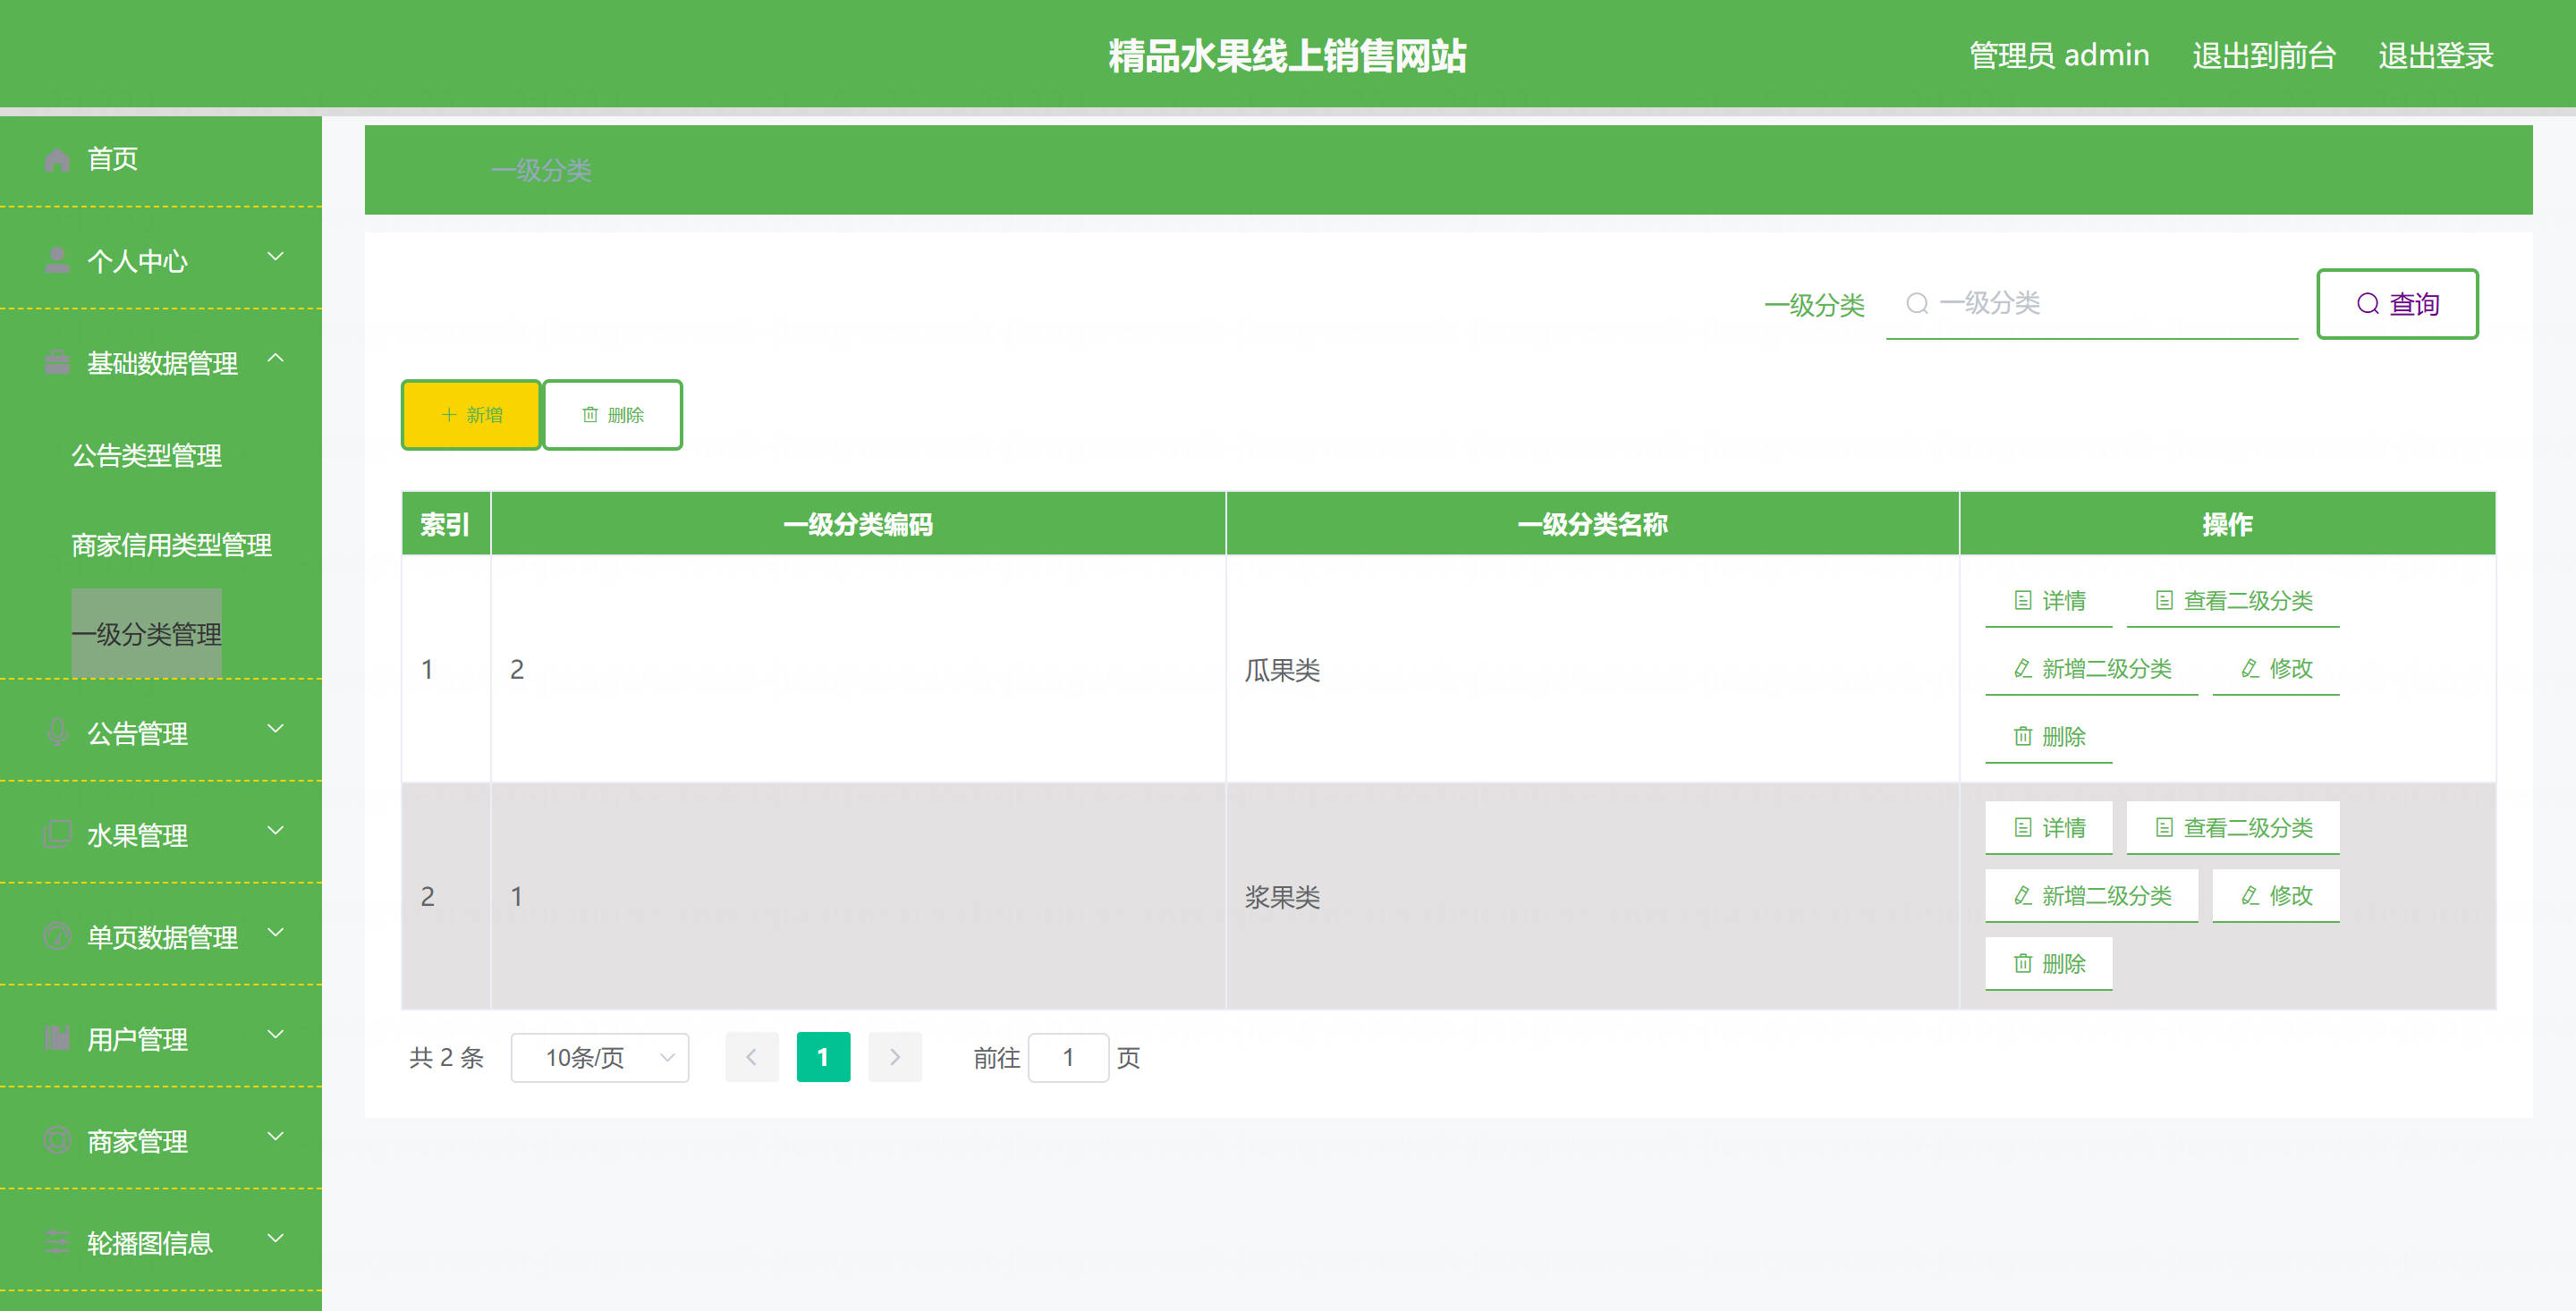 精品水果线上销售网站
管理员 admin 退出到前台 退出登录
首页
个人中心
基础数据管理
公告类型管理
商家信用类型管理
一级分类管理
公告管理
水果管理
单页数据管理
用户管理
商家管理
轮播图信息
一级分类
一级分类 一级分类 查询
新增 删除
索引 一级分类编码 一级分类名称 操作
1 2 瓜果类
详情 查看二级分类
新增二级分类 修改
删除
2 1 浆果类
详情 查看二级分类
新增二级分类 修改
删除
共 2 条 10条/页 1 前往 1 页